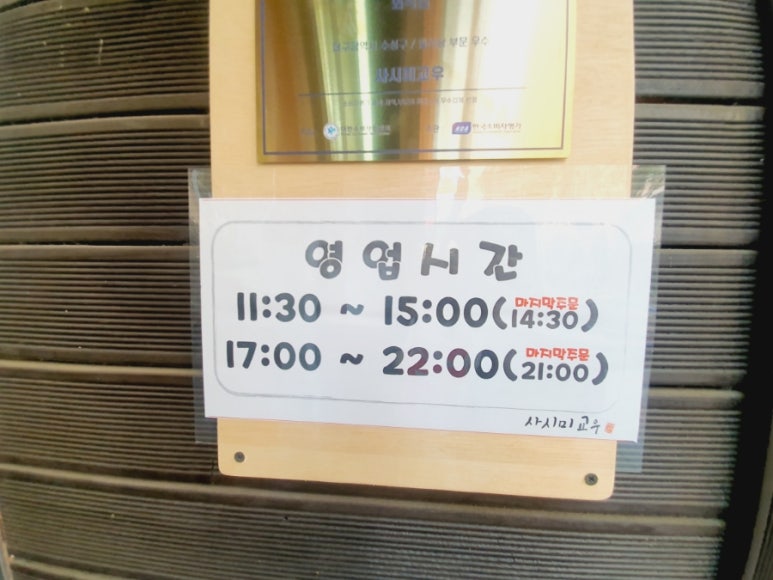 사시미교우
영업시간
11:30 ~ 15:00(마지막주문 14:30)
17:00 ~ 22:00(마지막주문 21:00)
사시미교우